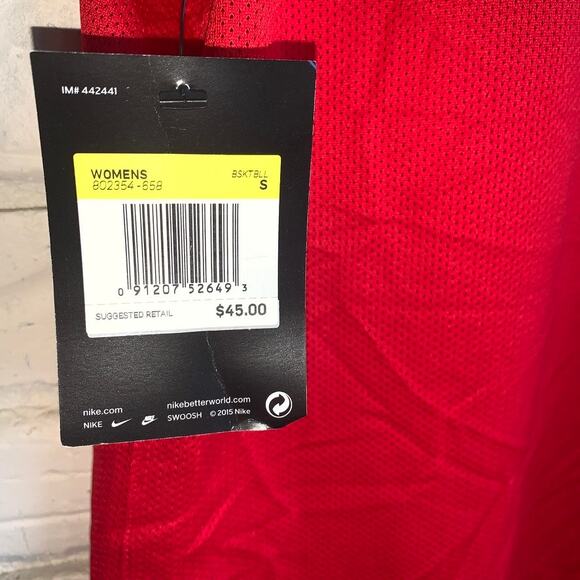 IM# 442441
WOMENS BSKTBLL
802354-658 S
0 91207 52649 3
SUGGESTED RETAIL $45.00
nike.com nikebetterworld.com
NIKE SWOOSH © 2015 Nike